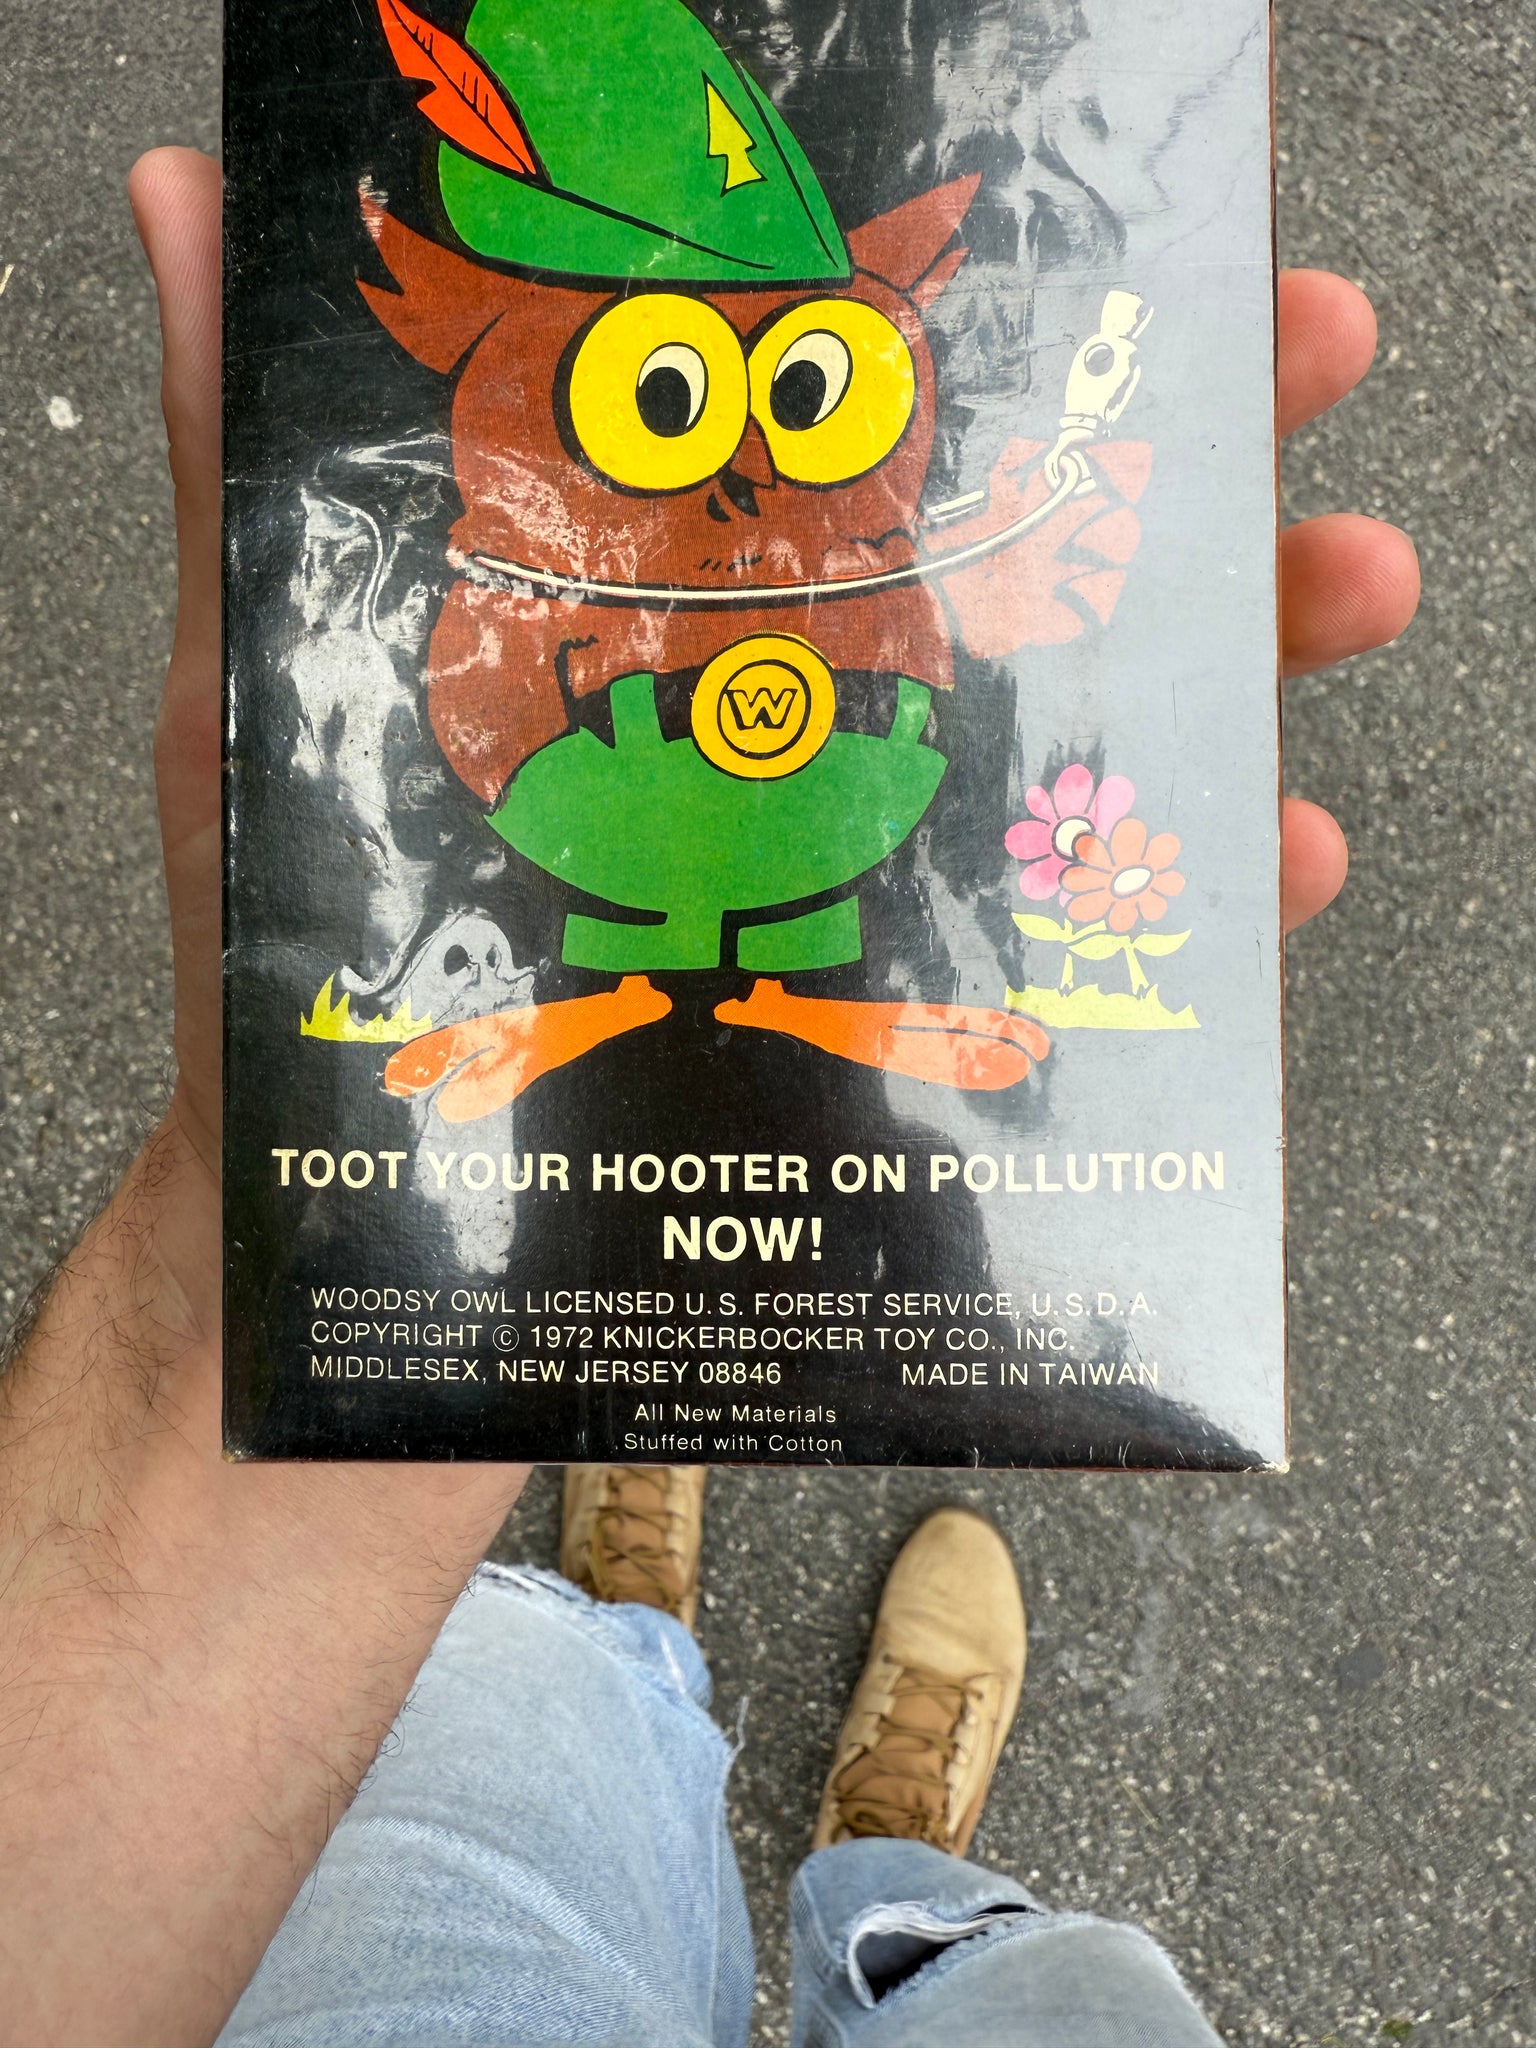 W
TOOT YOUR HOOTER ON POLLUTION
NOW!
WOODSY OWL LICENSED U.S. FOREST SERVICE, U.S.D.A.
COPYRIGHT © 1972 KNICKERBOCKER TOY CO., INC.
MIDDLESEX, NEW JERSEY 08846 MADE IN TAIWAN
All New Materials
Stuffed with Cotton